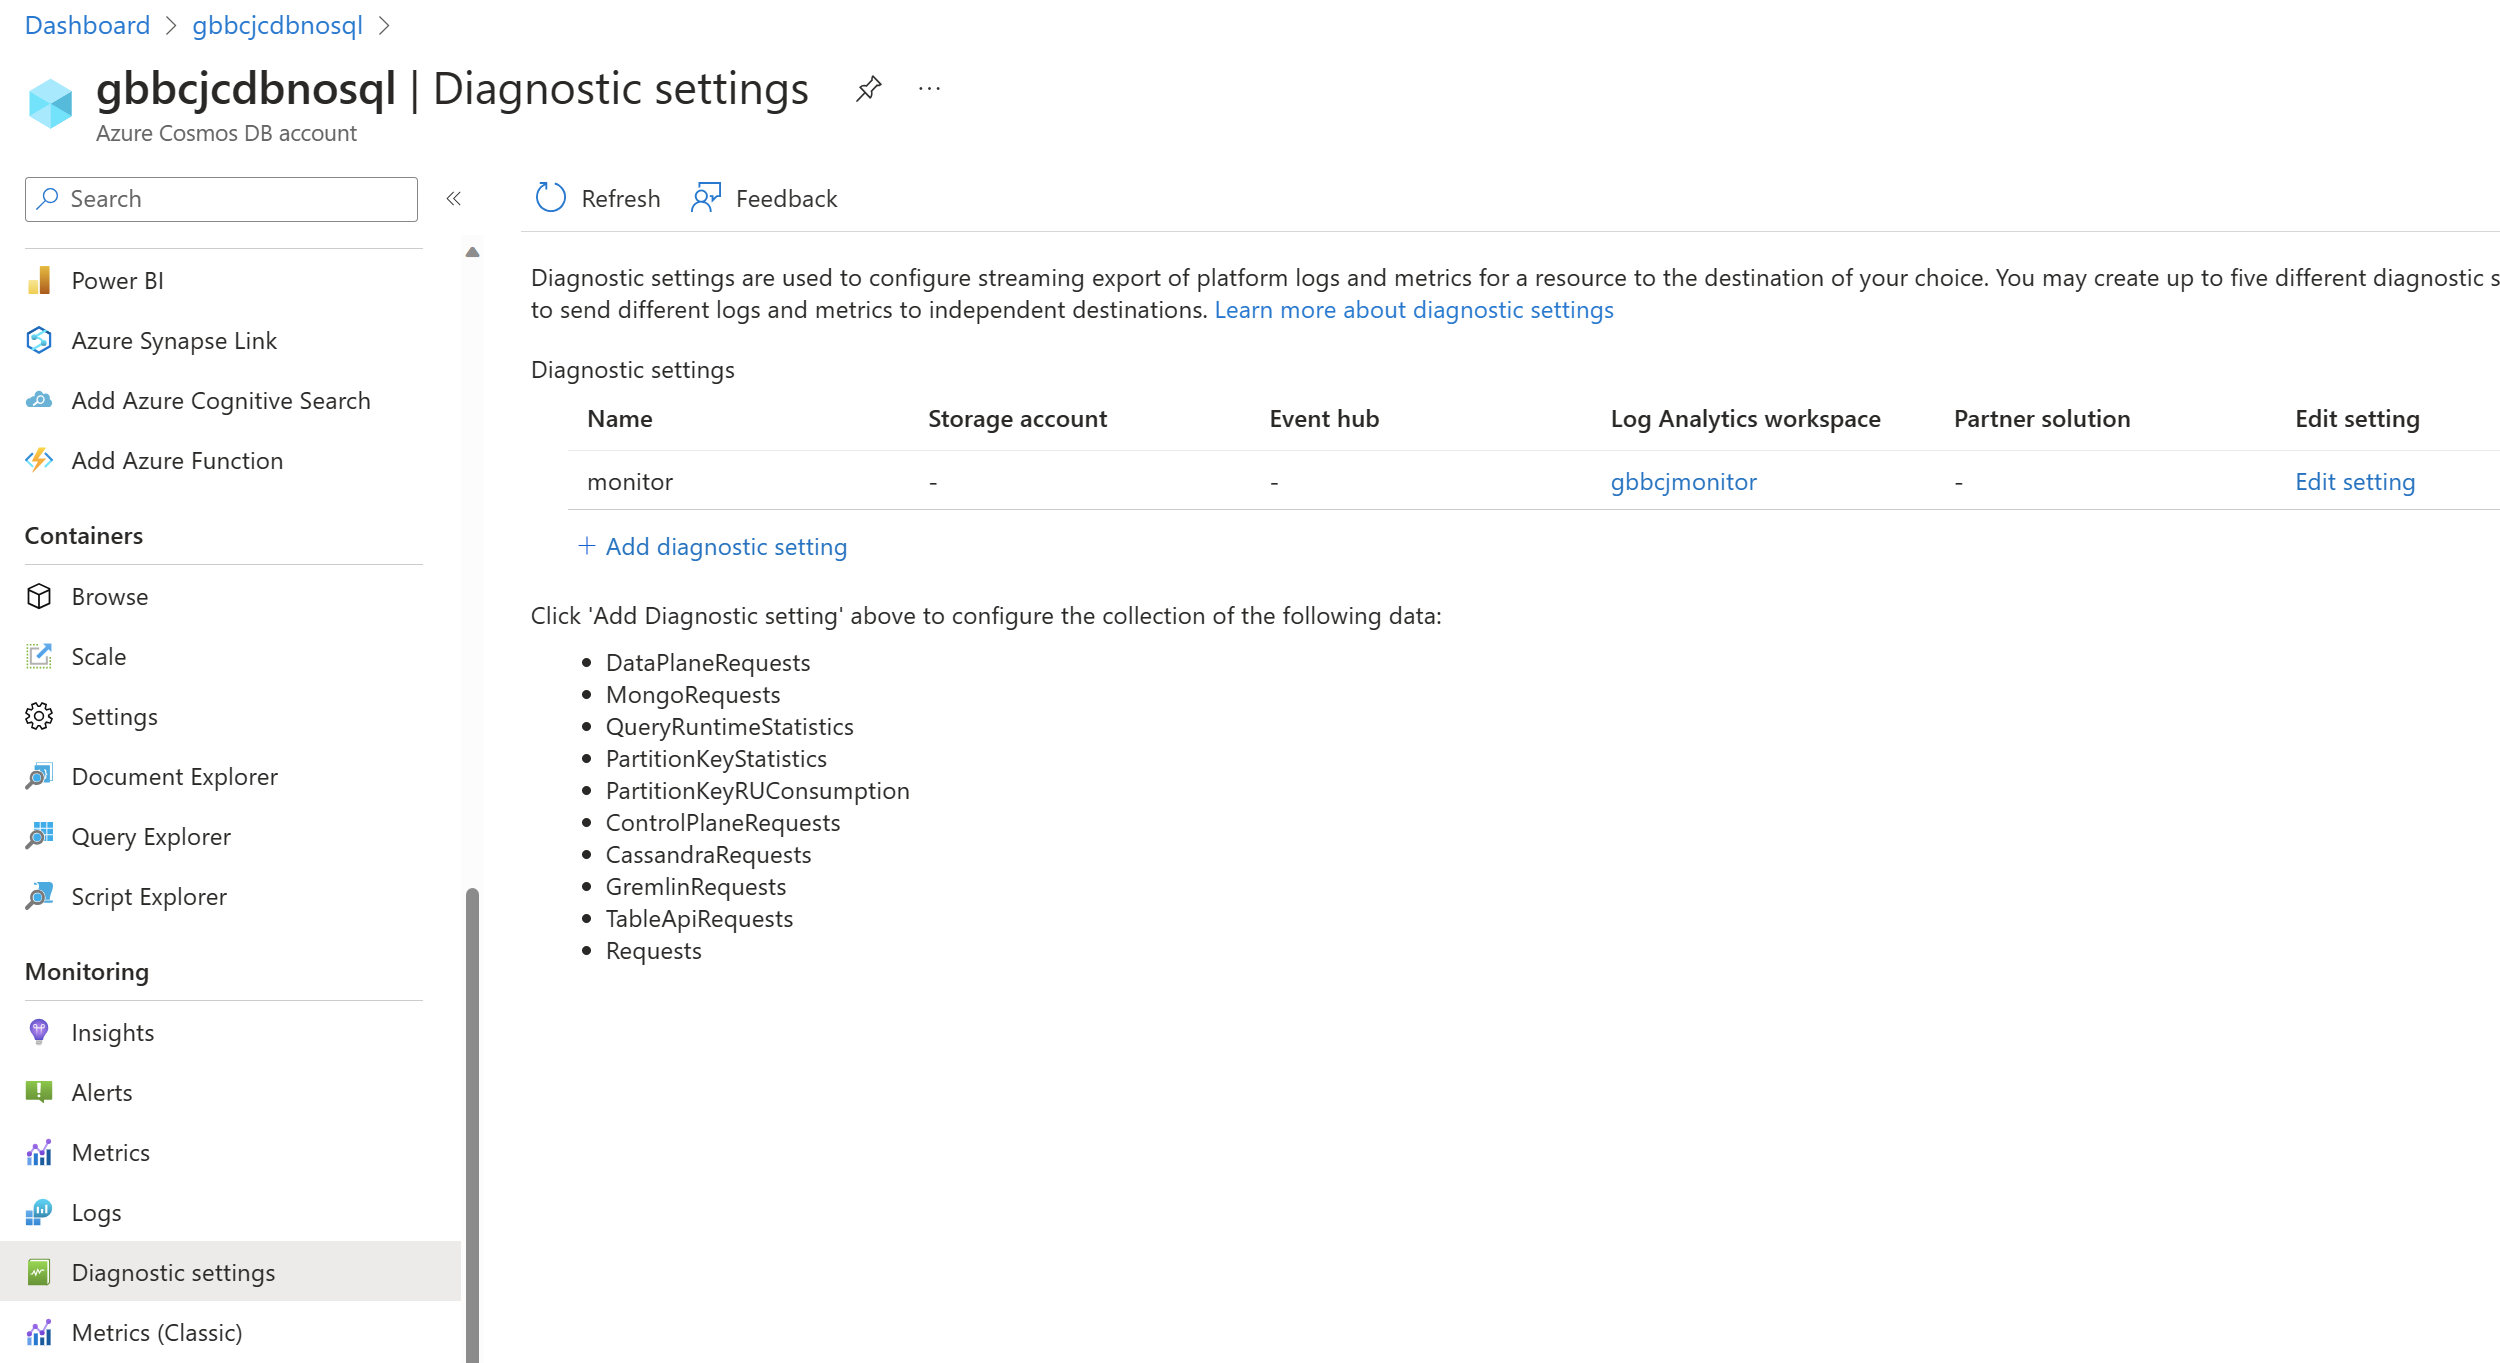 Dashboard > gbbcjcdbnosql >
gbbcjcdbnosql | Diagnostic settings
Azure Cosmos DB account
Search
Power BI
Azure Synapse Link
Add Azure Cognitive Search
Add Azure Function
Containers
Browse
Scale
Settings
Document Explorer
Query Explorer
Script Explorer
Monitoring
Insights
Alerts
Metrics
Logs
Diagnostic settings
Metrics (Classic)
Refresh Feedback
Diagnostic settings are used to configure streaming export of platform logs and metrics for a resource to the destination of your choice. You may create up to five different diagnostic s
to send different logs and metrics to independent destinations. Learn more about diagnostic settings
Diagnostic settings
Name Storage account Event hub Log Analytics workspace Partner solution Edit setting
monitor - - gbbcjmonitor - Edit setting
+ Add diagnostic setting
Click 'Add Diagnostic setting' above to configure the collection of the following data:
• DataPlaneRequests
• MongoRequests
• QueryRuntimeStatistics
• PartitionKeyStatistics
• PartitionKeyRUConsumption
• ControlPlaneRequests
• CassandraRequests
• GremlinRequests
• TableApiRequests
• Requests